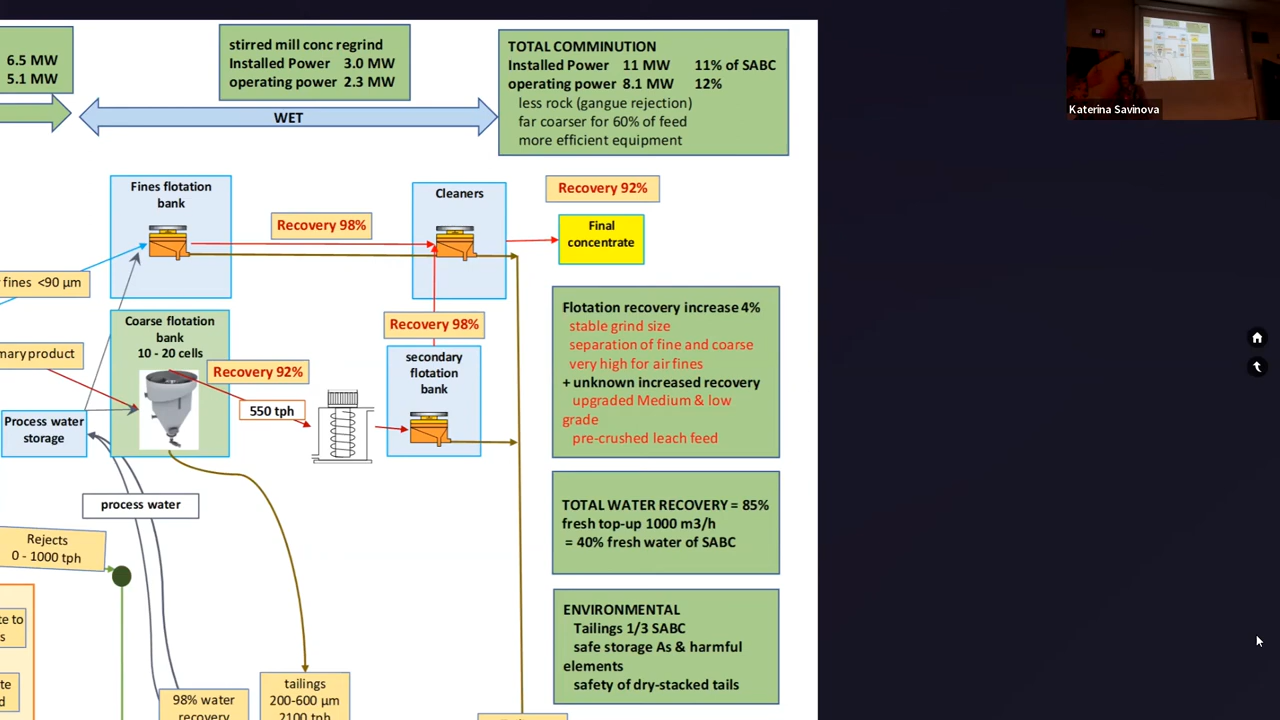 6.5 MW
5.1 MW
stirred mill conc regrind
Installed Power 3.0 MW
operating power 2.3 MW
TOTAL COMMINUTION
Installed Power 11 MW 11% of SABC
operating power 8.1 MW 12%
less rock (gangue rejection)
far coarser for 60% of feed
more efficient equipment
Katerina Savinova
WET
Fines flotation
bank
Recovery 98%
Cleaners
Recovery 92%
Final
concentrate
fines <90 µm
Coarse flotation
bank
10 - 20 cells
mary product
Recovery 92%
550 tph
Recovery 98%
secondary
flotation
bank
Process water
storage
process water
Rejects
0 - 1000 tph
te to
s
te
d
98% water
recovery
tailings
200-600 µm
2100 tph
Flotation recovery increase 4%
stable grind size
separation of fine and coarse
very high for air fines
+ unknown increased recovery
upgraded Medium & low
grade
pre-crushed leach feed
TOTAL WATER RECOVERY = 85%
fresh top-up 1000 m3/h
= 40% fresh water of SABC
ENVIRONMENTAL
Tailings 1/3 SABC
safe storage As & harmful
elements
safety of dry-stacked tails